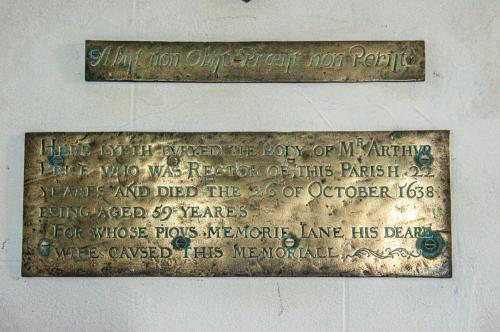 Abijt non Obijt Præijt non Perijt
HERE LYETH BVRYED THE BODY OF Mᴿ ARTHVR
WHO WAS RECTOR OF THIS PARISH 22
YEARES AND DIED THE 26 OF OCTOBER 1638
BEING AGED 59 YEARES
FOR WHOSE PIOVS MEMORIE IANE HIS DEARE
WIFE CAVSED THIS MEMORIALL